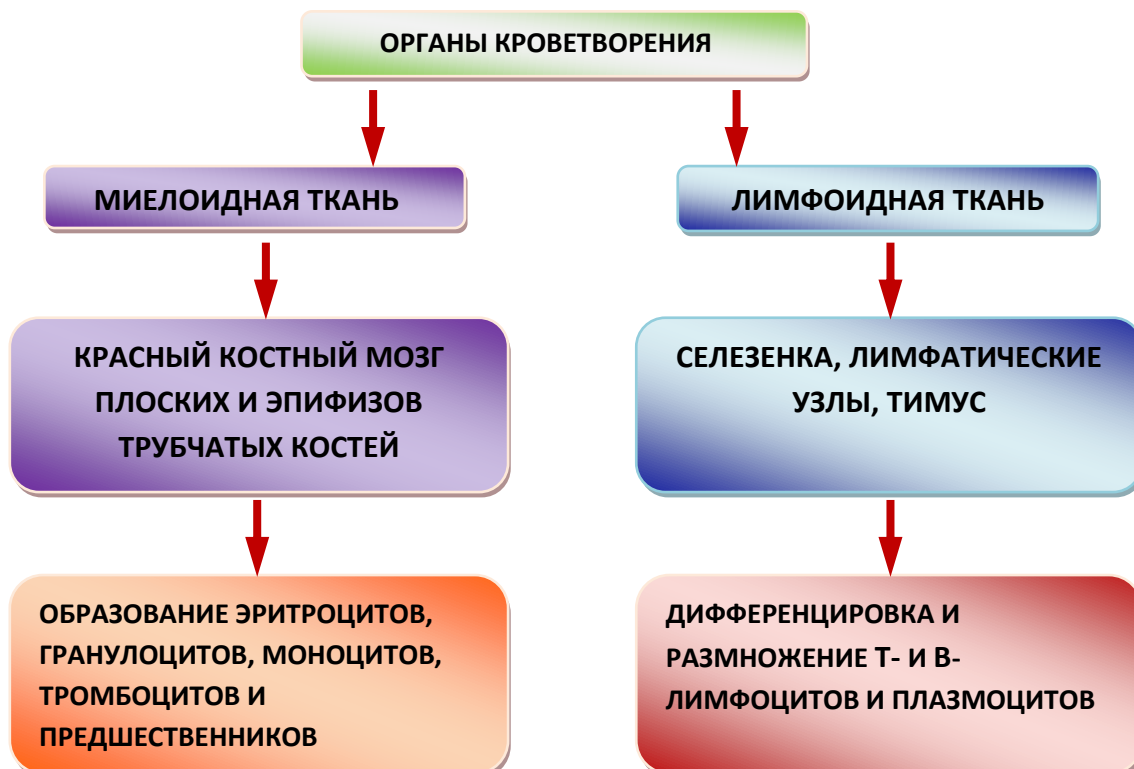 ОРГАНЫ КРОВЕТВОРЕНИЯ
МИЕЛОИДНАЯ ТКАНЬ
ЛИМФОИДНАЯ ТКАНЬ
КРАСНЫЙ КОСТНЫЙ МОЗГ
ПЛОСКИХ И ЭПИФИЗОВ
ТРУБЧАТЫХ КОСТЕЙ
СЕЛЕЗЕНКА, ЛИМФАТИЧЕСКИЕ
УЗЛЫ, ТИМУС
ОБРАЗОВАНИЕ ЭРИТРОЦИТОВ,
ГРАНУЛОЦИТОВ, МОНОЦИТОВ,
ТРОМБОЦИТОВ И
ПРЕДШЕСТВЕННИКОВ
ДИФФЕРЕНЦИРОВКА И
РАЗМНОЖЕНИЕ Т- И В-
ЛИМФОЦИТОВ И ПЛАЗМОЦИТОВ